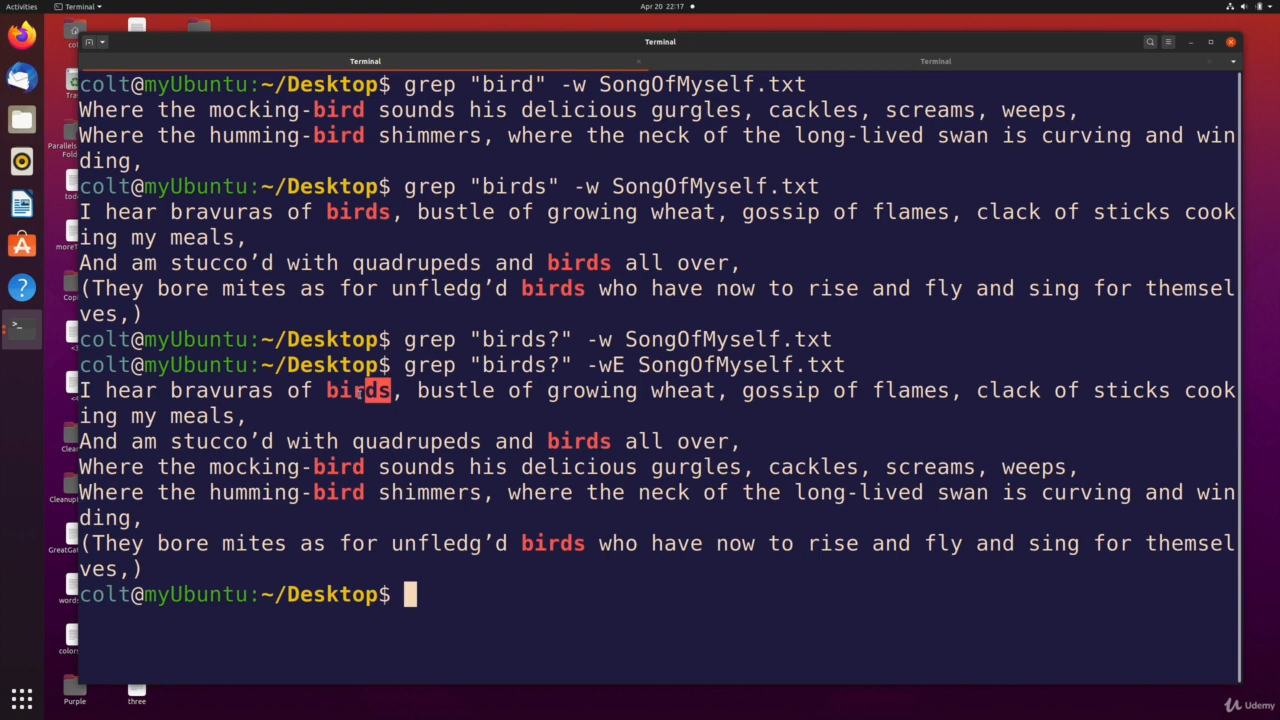 Activities
Terminal
Apr 20 22:17
Terminal
Terminal
Terminal
colt@myUbuntu:~/Desktop$ grep "bird" -w SongOfMyself.txt
Where the mocking-bird sounds his delicious gurgles, cackles, screams, weeps,
Where the humming-bird shimmers, where the neck of the long-lived swan is curving and win
ding,
colt@myUbuntu:~/Desktop$ grep "birds" -w SongOfMyself.txt
I hear bravuras of birds, bustle of growing wheat, gossip of flames, clack of sticks cook
ing my meals,
And am stucco’d with quadrupeds and birds all over,
(They bore mites as for unfledg’d birds who have now to rise and fly and sing for themsel
ves,)
colt@myUbuntu:~/Desktop$ grep "birds?" -w SongOfMyself.txt
colt@myUbuntu:~/Desktop$ grep "birds?" -wE SongOfMyself.txt
I hear bravuras of birds, bustle of growing wheat, gossip of flames, clack of sticks cook
ing my meals,
And am stucco’d with quadrupeds and birds all over,
Where the mocking-bird sounds his delicious gurgles, cackles, screams, weeps,
Where the humming-bird shimmers, where the neck of the long-lived swan is curving and win
ding,
(They bore mites as for unfledg’d birds who have now to rise and fly and sing for themsel
ves,)
colt@myUbuntu:~/Desktop$
Parallels
Purple
three
Udemy